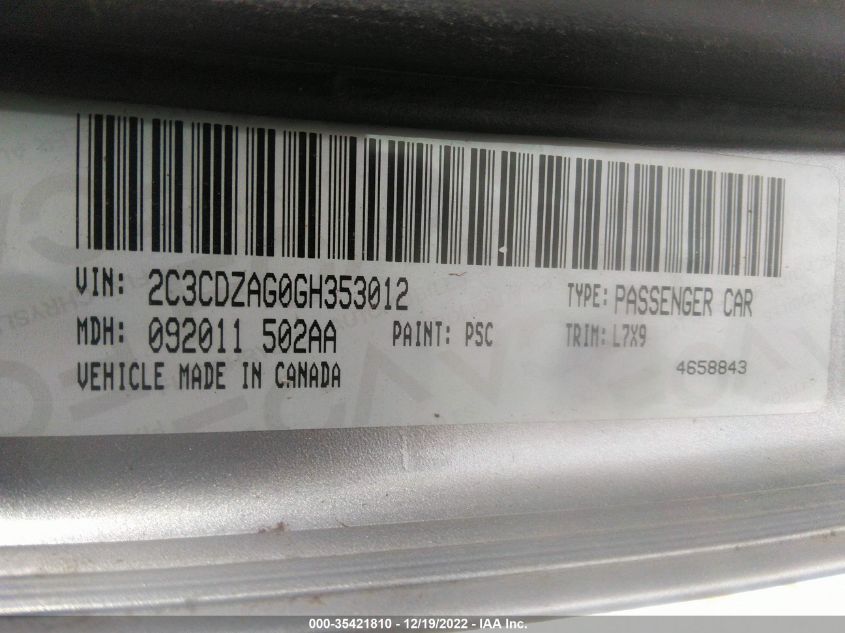 VIN: 2C3CDZAG0GH353012 TYPE: PASSENGER CAR
MDH: 092011 502AA PAINT: PSC TRIM: L7X9
VEHICLE MADE IN CANADA 4658843
000-35421810 - 12/19/2022 - IAA Inc.